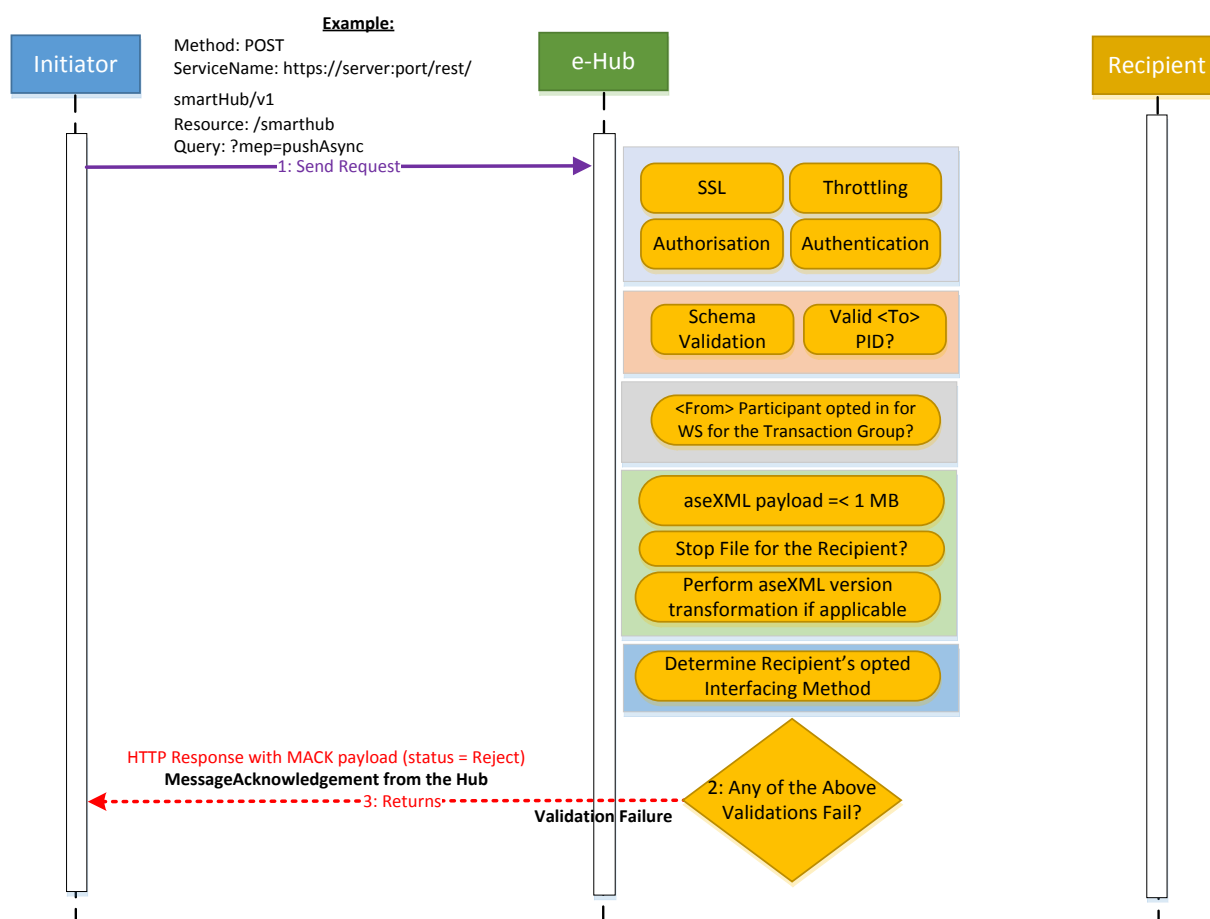 Example:
Method: POST
ServiceName: https://server:port/rest/
smartHub/v1
Resource: /smarthub
Query: ?mep=pushAsync
Initiator
e-Hub
Recipient
1: Send Request
SSL
Throttling
Authorisation
Authentication
Schema
Validation
Valid <To>
PID?
<From> Participant opted in for
WS for the Transaction Group?
aseXML payload =< 1 MB
Stop File for the Recipient?
Perform aseXML version
transformation if applicable
Determine Recipient's opted
Interfacing Method
2: Any of the Above
Validations Fail?
HTTP Response with MACK payload (status = Reject)
MessageAcknowledgement from the Hub
3: Returns
Validation Failure